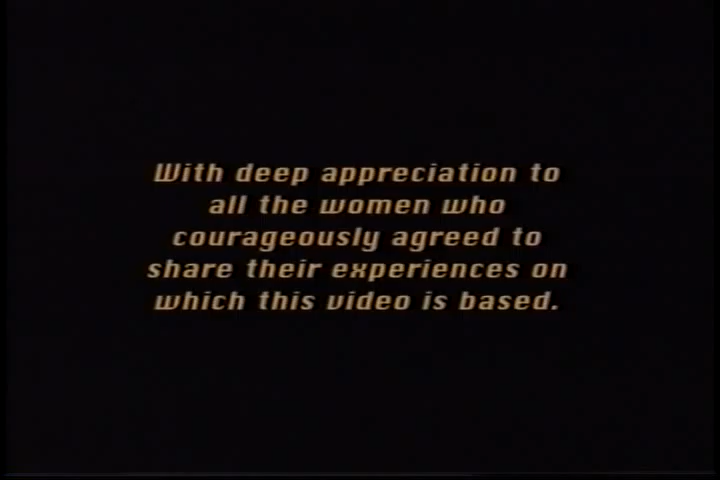 With deep appreciation to
all the women who
courageously agreed to
share their experiences on
which this video is based.